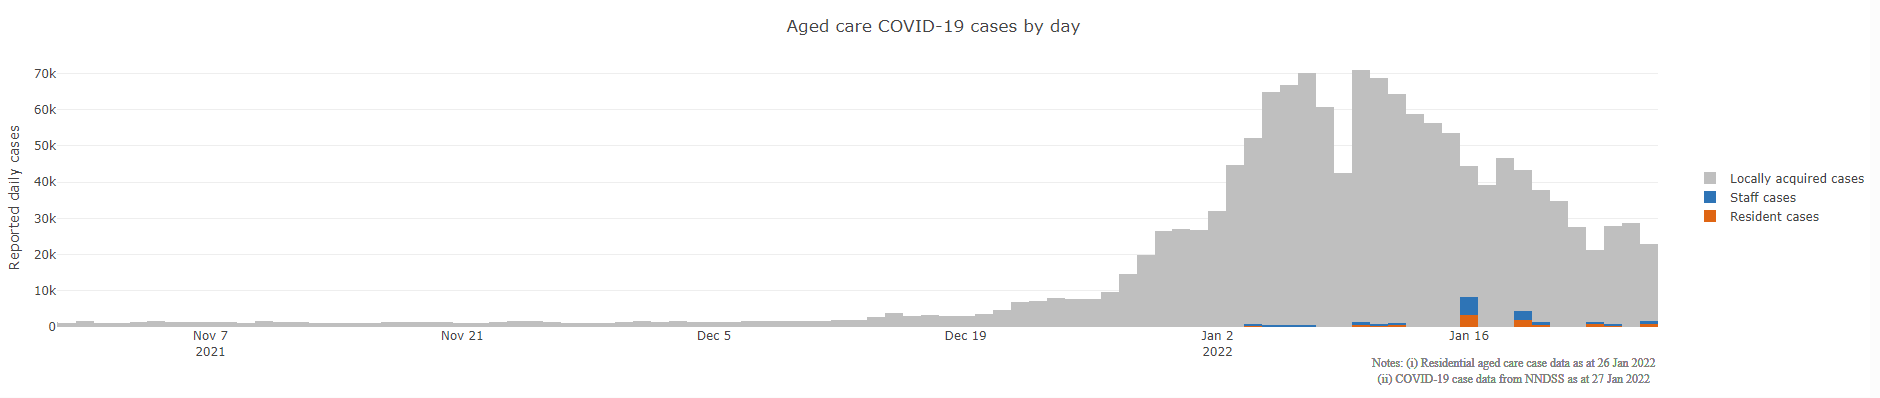 Aged care COVID-19 cases by day
Reported daily cases
70k
60k
50k
40k
30k
20k
10k
0
Nov 7
2021
Nov 21
Dec 5
Dec 19
Jan 2
2022
Jan 16
Locally acquired cases
Staff cases
Resident cases
Notes: (i) Residential aged care case data as at 26 Jan 2022
(ii) COVID-19 case data from NNDSS as at 27 Jan 2022